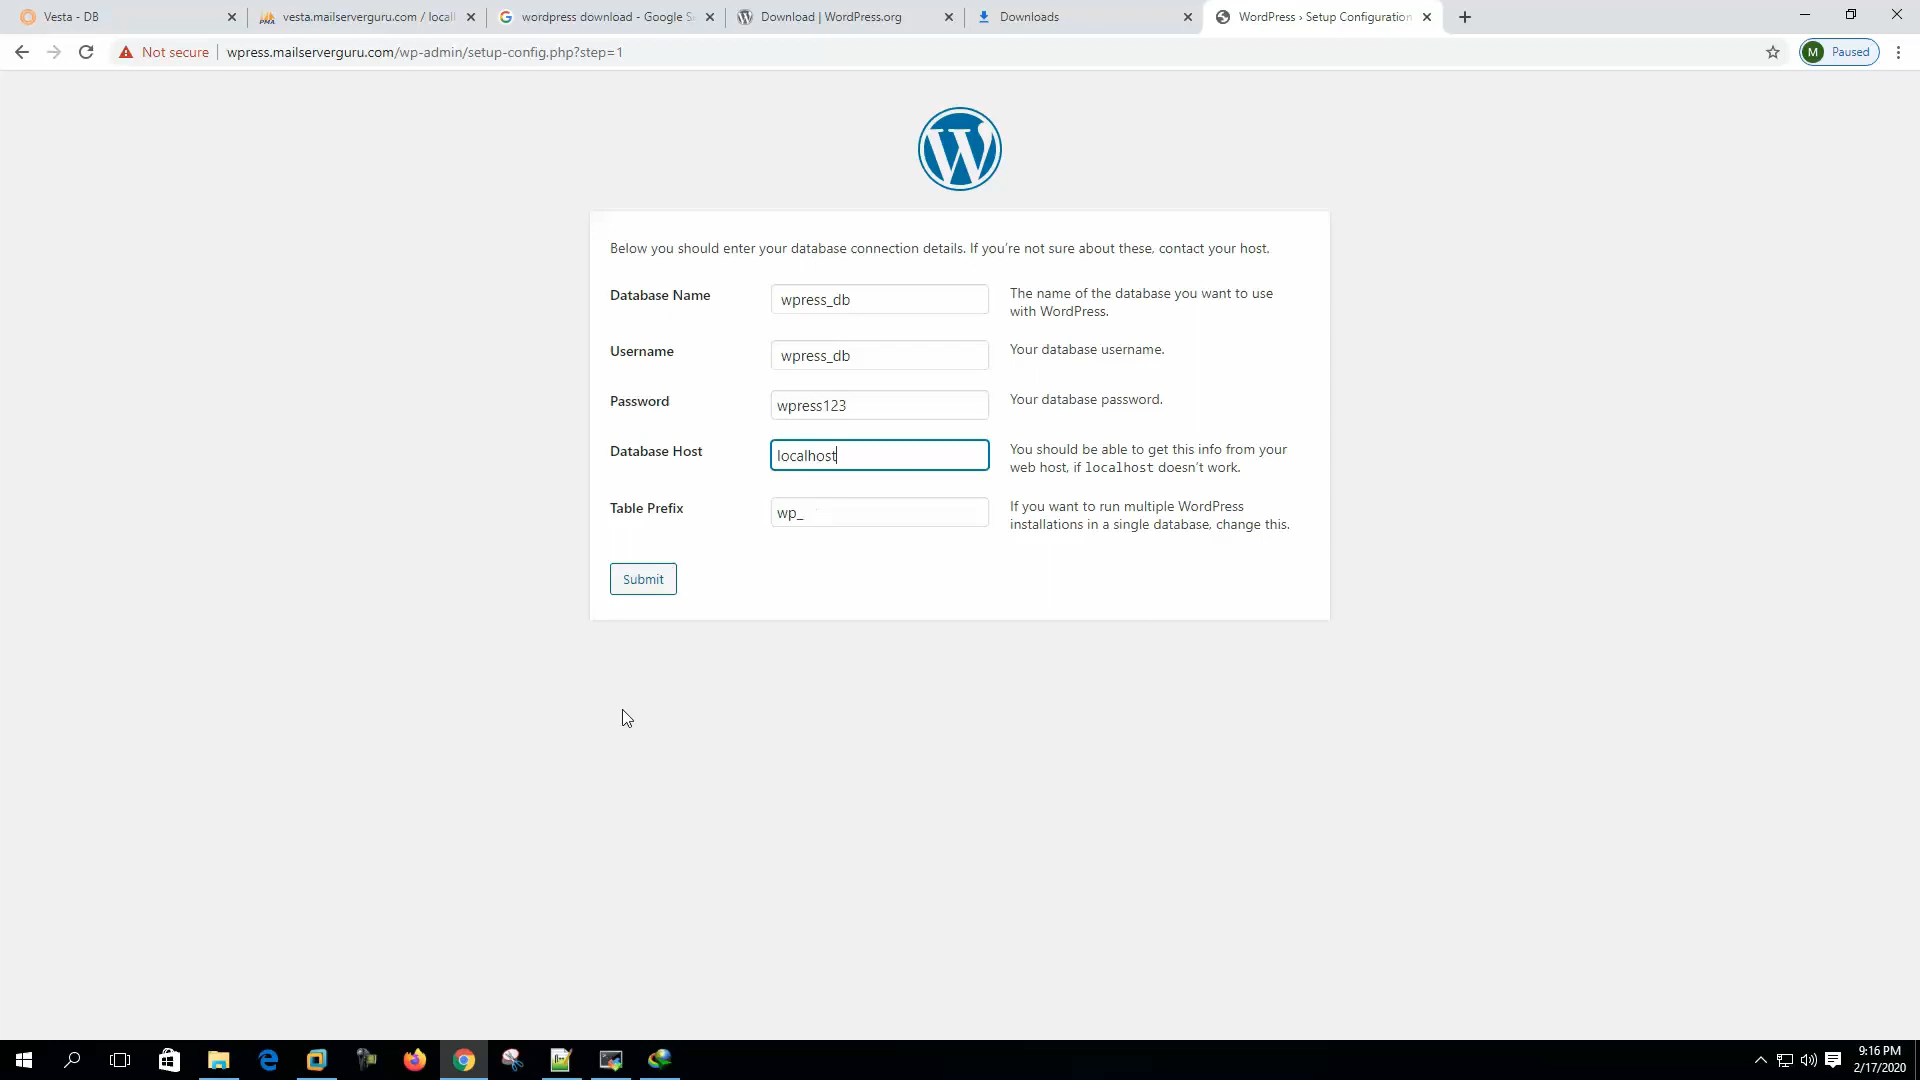 Vesta - DB
vesta.mailserverguru.com / locall
wordpress download - Google S
Download | WordPress.org
Downloads
WordPress › Setup Configuration
Not secure
wpress.mailserverguru.com/wp-admin/setup-config.php?step=1
M Paused
Below you should enter your database connection details. If you’re not sure about these, contact your host.
Database Name
wpress_db
The name of the database you want to use
with WordPress.
Username
wpress_db
Your database username.
Password
wpress123
Your database password.
Database Host
localhost
You should be able to get this info from your
web host, if localhost doesn’t work.
Table Prefix
wp_
If you want to run multiple WordPress
installations in a single database, change this.
Submit
9:16 PM
2/17/2020